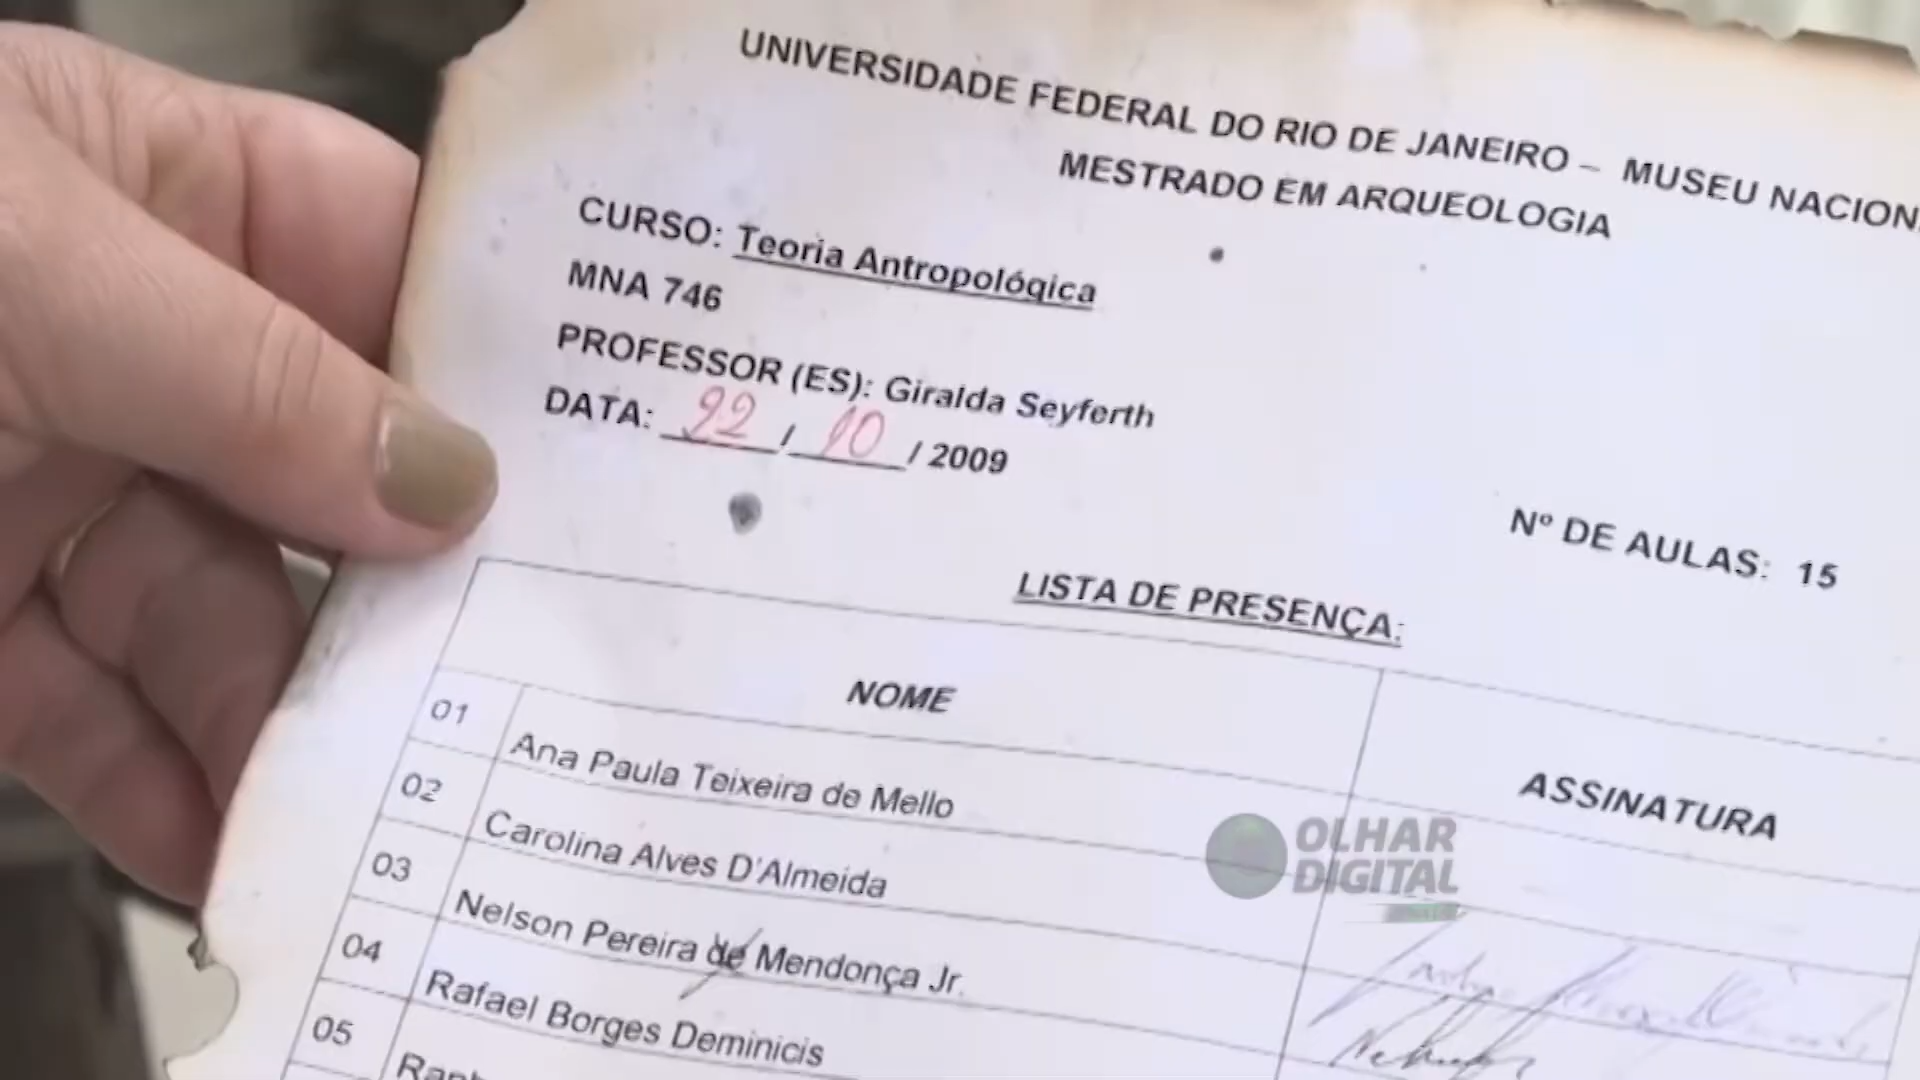 UNIVERSIDADE FEDERAL DO RIO DE JANEIRO – MUSEU NACION
MESTRADO EM ARQUEOLOGIA
CURSO: Teoria Antropológica
MNA 746
PROFESSOR (ES): Giralda Seyferth
DATA: 22 / 10 / 2009
Nº DE AULAS: 15
LISTA DE PRESENÇA:
NOME ASSINATURA
01 Ana Paula Teixeira de Mello
02 Carolina Alves D'Almeida
03 Nelson Pereira de Mendonça Jr.
04 Rafael Borges Deminicis
05
OLHAR
DIGITAL